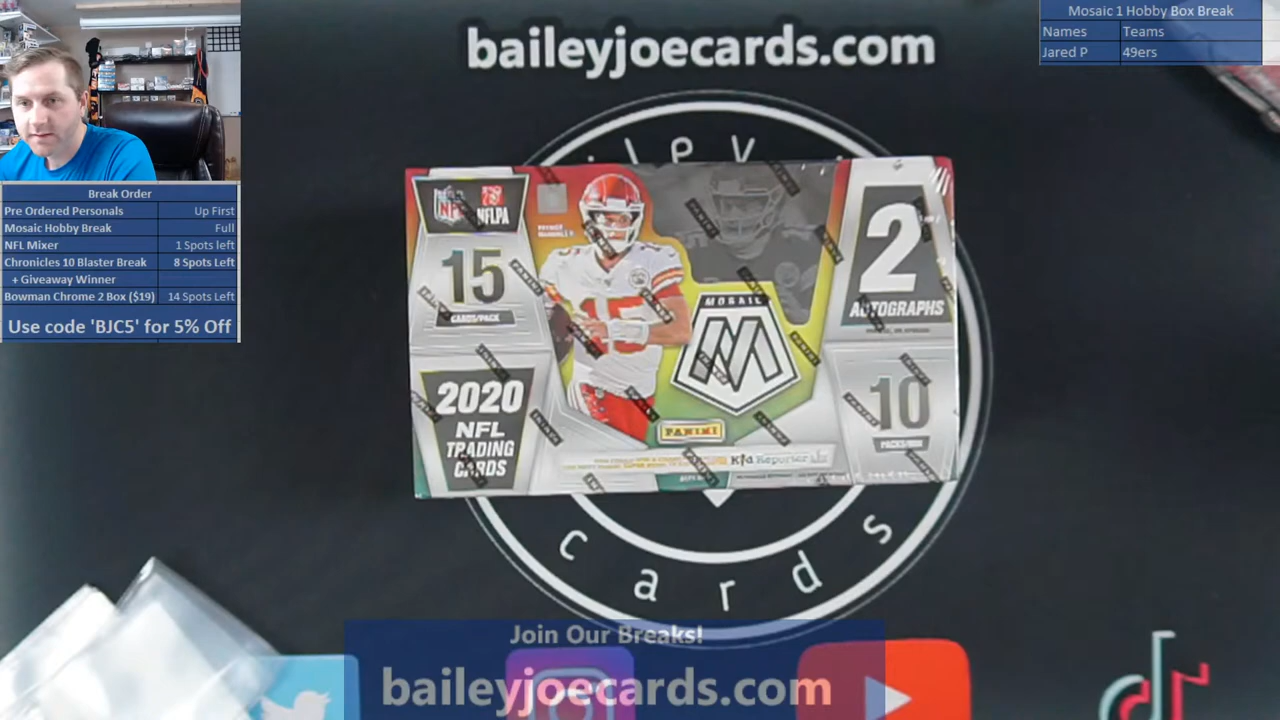 baileyjoecards.com
Mosaic 1 Hobby Box Break
Names Teams
Jared P 49ers
Break Order
Pre Ordered Personals Up First
Mosaic Hobby Break Full
NFL Mixer 1 Spots left
Chronicles 10 Blaster Break 8 Spots Left
+ Giveaway Winner
Bowman Chrome 2 Box ($19) 14 Spots Left
Use code 'BJC5' for 5% Off
NFL NFLPA
15
CARDS/PACK
2020
NFL
TRADING
CARDS
MOSAIC
PANINI
Kid Reporter
2
AUTOGRAPHS
10
PACKS/BOX
cards
Join Our Breaks!
baileyjoecards.com